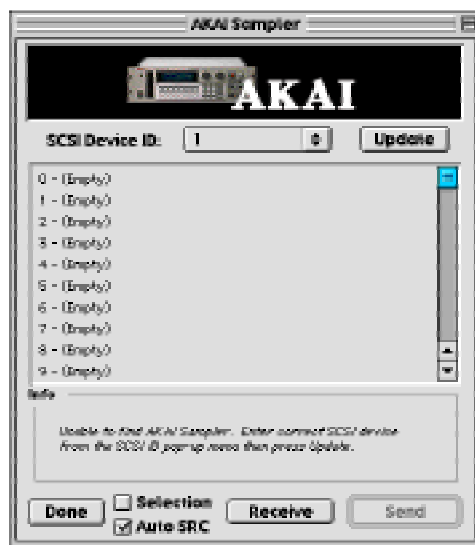 AKAI Sampler
AKAI
SCSI Device ID: 1 Update
0 - (Empty)
1 - (Empty)
2 - (Empty)
3 - (Empty)
4 - (Empty)
5 - (Empty)
6 - (Empty)
7 - (Empty)
8 - (Empty)
9 - (Empty)
Info
Unable to find AKAI Sampler. Enter correct SCSI device
from the SCSI ID pop-up menu then press Update.
Selection
Done Receive Send
Auto SRC